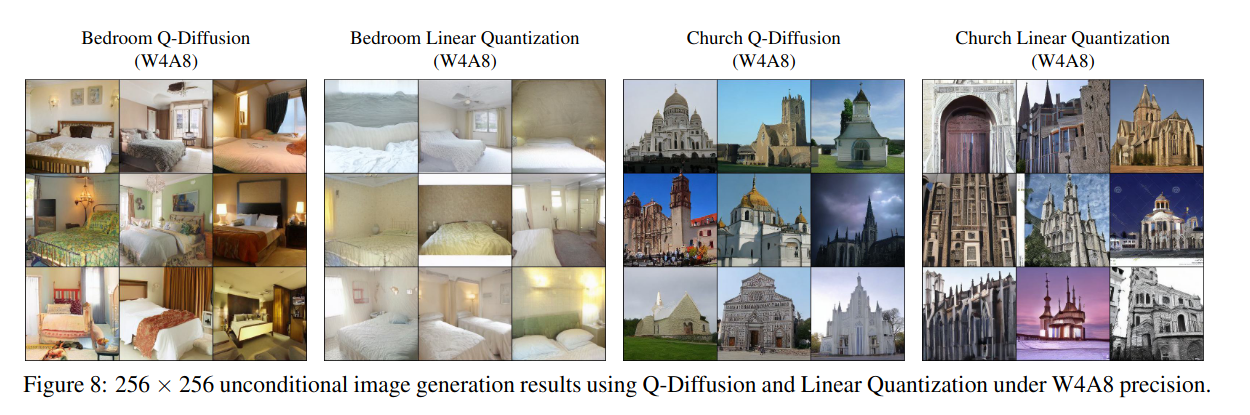 Bedroom Q-Diffusion
(W4A8)
Bedroom Linear Quantization
(W4A8)
Church Q-Diffusion
(W4A8)
Church Linear Quantization
(W4A8)
Figure 8: 256 × 256 unconditional image generation results using Q-Diffusion and Linear Quantization under W4A8 precision.